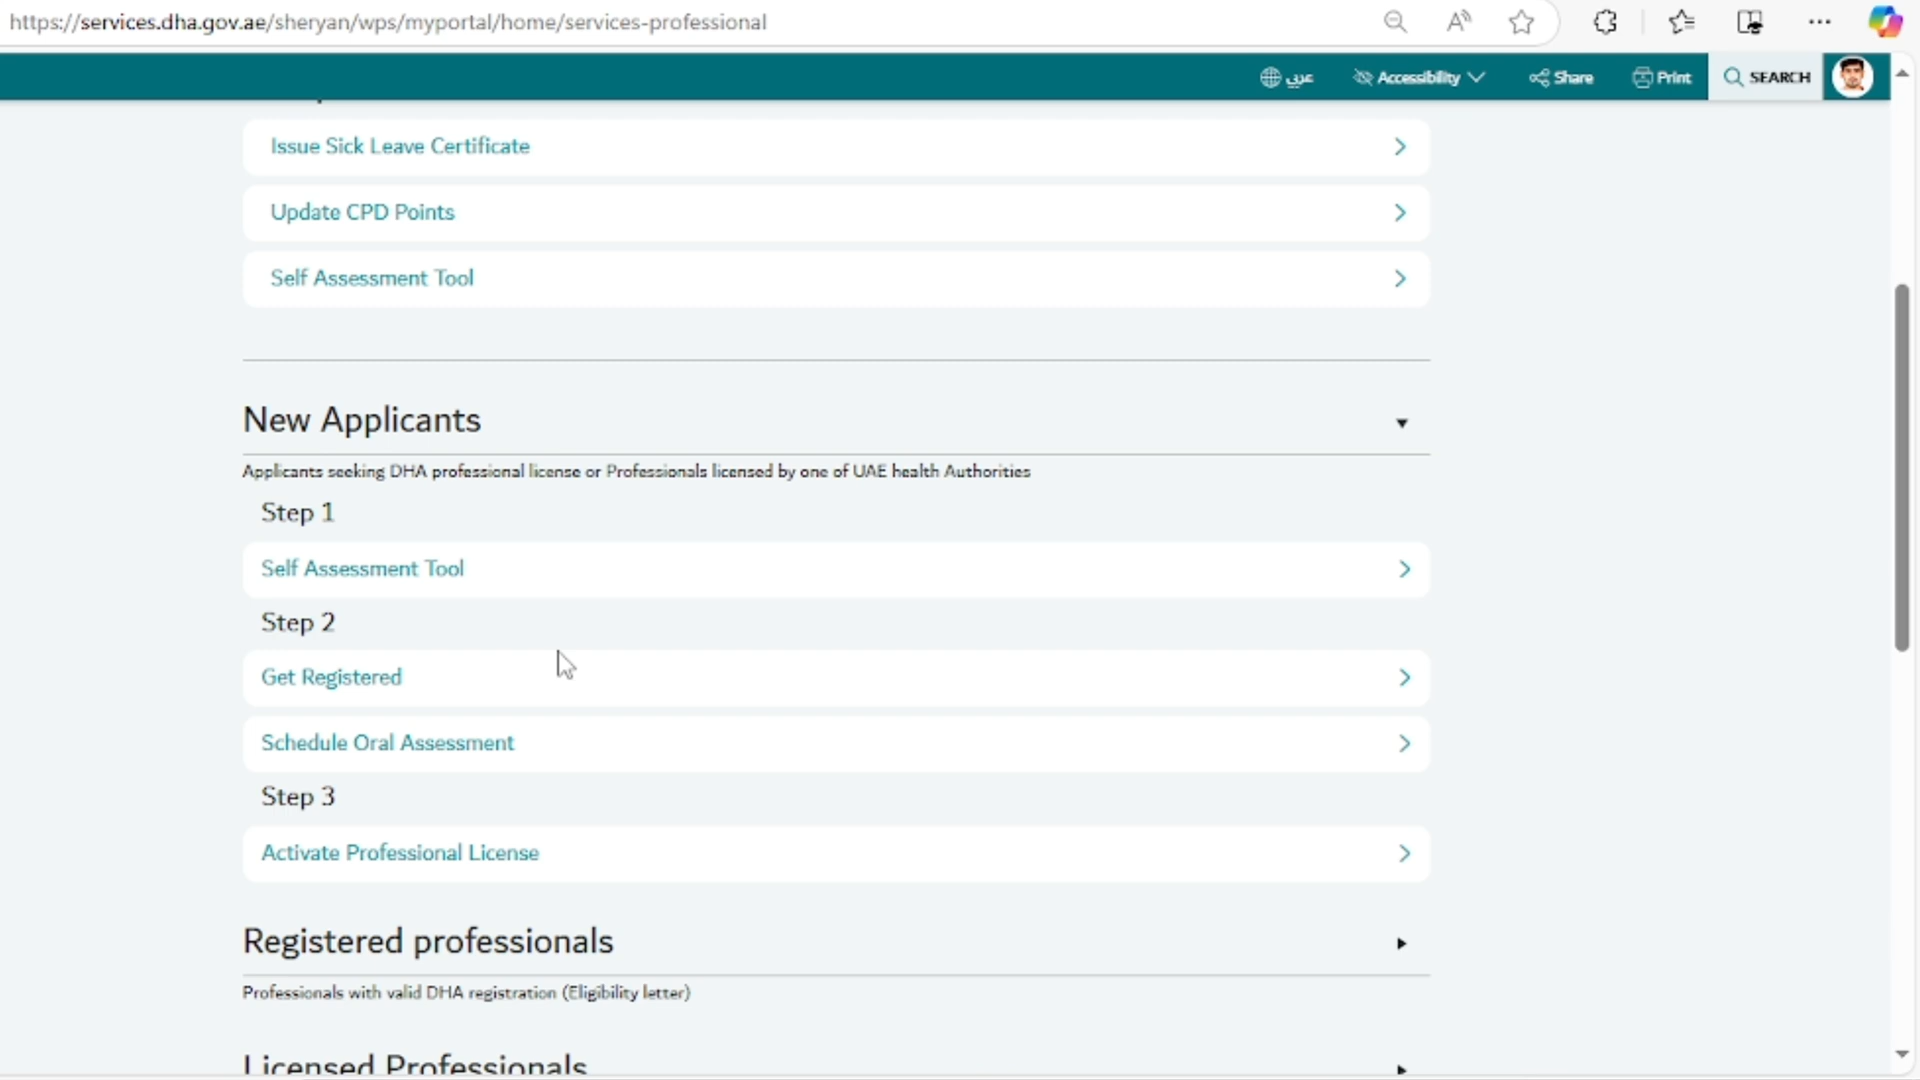 https://services.dha.gov.ae/sheryan/wps/myportal/home/services-professional
عربي Accessibility Share Print SEARCH
Issue Sick Leave Certificate
Update CPD Points
Self Assessment Tool
New Applicants
Applicants seeking DHA professional license or Professionals licensed by one of UAE health Authorities
Step 1
Self Assessment Tool
Step 2
Get Registered
Schedule Oral Assessment
Step 3
Activate Professional License
Registered professionals
Professionals with valid DHA registration (Eligibility letter)
Licensed Professionals